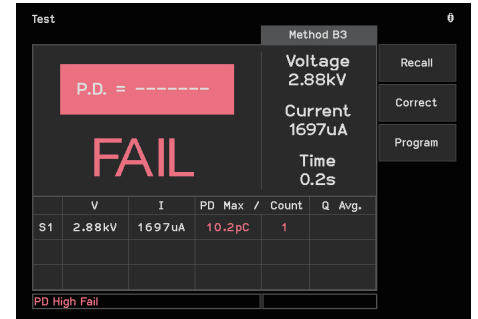 Test
Method B3
P.D. = -------
FAIL
Voltage
2.88kV
Current
1697uA
Time
0.2s
Recall
Correct
Program
V I PD Max / Count Q Avg.
S1 2.88kV 1697uA 10.2pC 1
PD High Fail